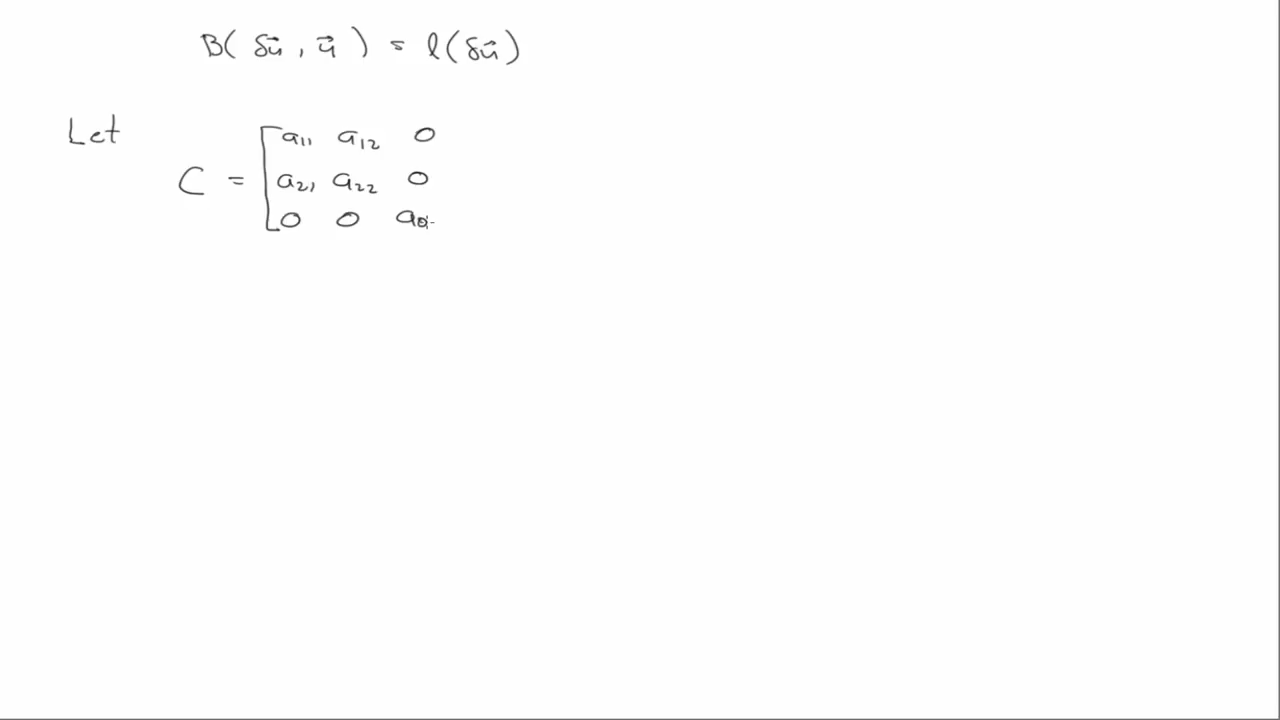 B( δu⃗ , u⃗ ) = l(δu⃗)
Let
C = [ a₁₁ a₁₂ 0
a₂₁ a₂₂ 0
0 0 a